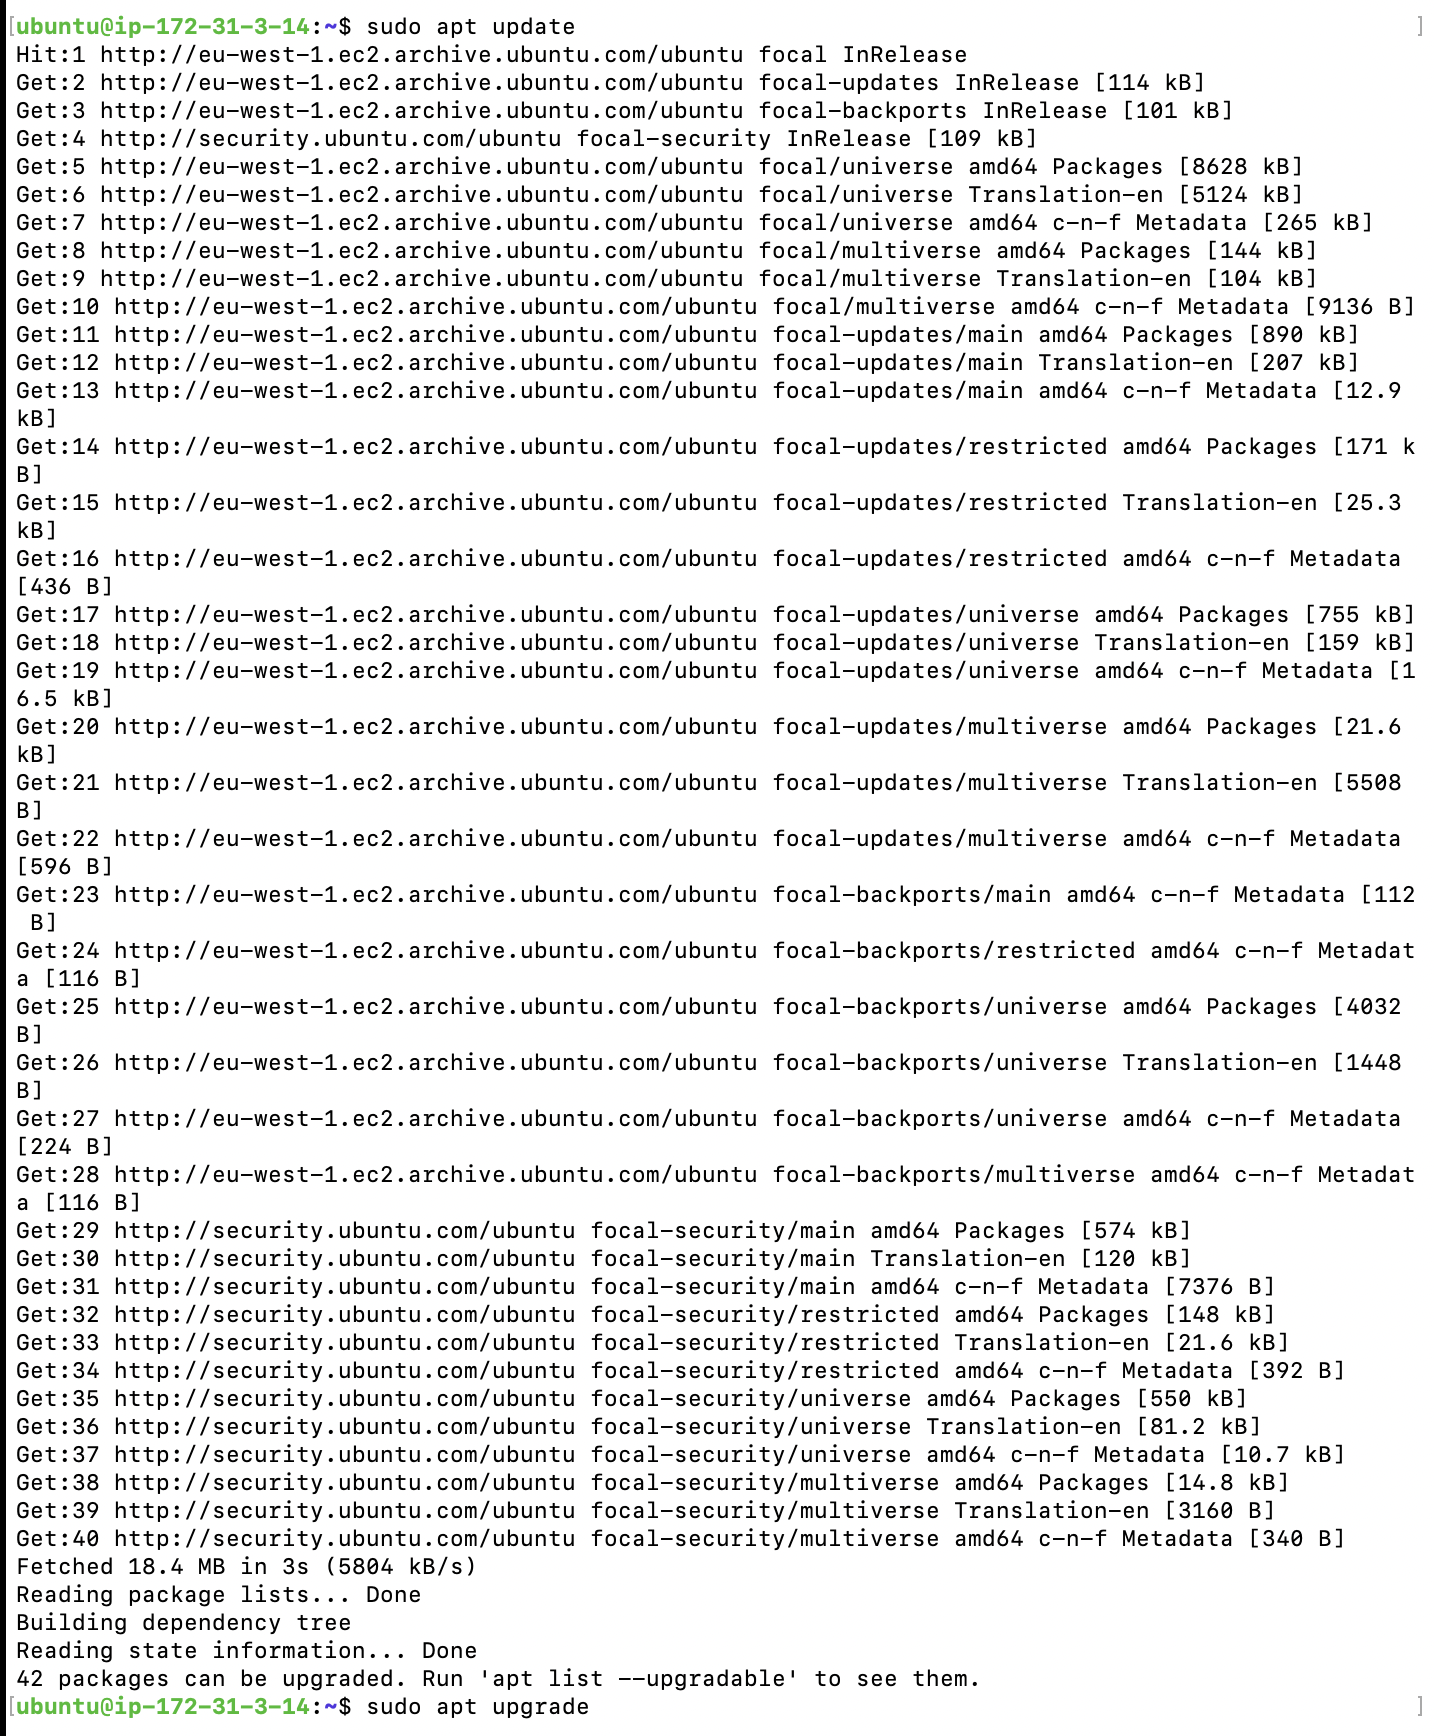 [ubuntu@ip-172-31-3-14:~$ sudo apt update ]
Hit:1 http://eu-west-1.ec2.archive.ubuntu.com/ubuntu focal InRelease
Get:2 http://eu-west-1.ec2.archive.ubuntu.com/ubuntu focal-updates InRelease [114 kB]
Get:3 http://eu-west-1.ec2.archive.ubuntu.com/ubuntu focal-backports InRelease [101 kB]
Get:4 http://security.ubuntu.com/ubuntu focal-security InRelease [109 kB]
Get:5 http://eu-west-1.ec2.archive.ubuntu.com/ubuntu focal/universe amd64 Packages [8628 kB]
Get:6 http://eu-west-1.ec2.archive.ubuntu.com/ubuntu focal/universe Translation-en [5124 kB]
Get:7 http://eu-west-1.ec2.archive.ubuntu.com/ubuntu focal/universe amd64 c-n-f Metadata [265 kB]
Get:8 http://eu-west-1.ec2.archive.ubuntu.com/ubuntu focal/multiverse amd64 Packages [144 kB]
Get:9 http://eu-west-1.ec2.archive.ubuntu.com/ubuntu focal/multiverse Translation-en [104 kB]
Get:10 http://eu-west-1.ec2.archive.ubuntu.com/ubuntu focal/multiverse amd64 c-n-f Metadata [9136 B]
Get:11 http://eu-west-1.ec2.archive.ubuntu.com/ubuntu focal-updates/main amd64 Packages [890 kB]
Get:12 http://eu-west-1.ec2.archive.ubuntu.com/ubuntu focal-updates/main Translation-en [207 kB]
Get:13 http://eu-west-1.ec2.archive.ubuntu.com/ubuntu focal-updates/main amd64 c-n-f Metadata [12.9
kB]
Get:14 http://eu-west-1.ec2.archive.ubuntu.com/ubuntu focal-updates/restricted amd64 Packages [171 k
B]
Get:15 http://eu-west-1.ec2.archive.ubuntu.com/ubuntu focal-updates/restricted Translation-en [25.3
kB]
Get:16 http://eu-west-1.ec2.archive.ubuntu.com/ubuntu focal-updates/restricted amd64 c-n-f Metadata
[436 B]
Get:17 http://eu-west-1.ec2.archive.ubuntu.com/ubuntu focal-updates/universe amd64 Packages [755 kB]
Get:18 http://eu-west-1.ec2.archive.ubuntu.com/ubuntu focal-updates/universe Translation-en [159 kB]
Get:19 http://eu-west-1.ec2.archive.ubuntu.com/ubuntu focal-updates/universe amd64 c-n-f Metadata [1
6.5 kB]
Get:20 http://eu-west-1.ec2.archive.ubuntu.com/ubuntu focal-updates/multiverse amd64 Packages [21.6
kB]
Get:21 http://eu-west-1.ec2.archive.ubuntu.com/ubuntu focal-updates/multiverse Translation-en [5508
B]
Get:22 http://eu-west-1.ec2.archive.ubuntu.com/ubuntu focal-updates/multiverse amd64 c-n-f Metadata
[596 B]
Get:23 http://eu-west-1.ec2.archive.ubuntu.com/ubuntu focal-backports/main amd64 c-n-f Metadata [112
 B]
Get:24 http://eu-west-1.ec2.archive.ubuntu.com/ubuntu focal-backports/restricted amd64 c-n-f Metadat
a [116 B]
Get:25 http://eu-west-1.ec2.archive.ubuntu.com/ubuntu focal-backports/universe amd64 Packages [4032
B]
Get:26 http://eu-west-1.ec2.archive.ubuntu.com/ubuntu focal-backports/universe Translation-en [1448
B]
Get:27 http://eu-west-1.ec2.archive.ubuntu.com/ubuntu focal-backports/universe amd64 c-n-f Metadata
[224 B]
Get:28 http://eu-west-1.ec2.archive.ubuntu.com/ubuntu focal-backports/multiverse amd64 c-n-f Metadat
a [116 B]
Get:29 http://security.ubuntu.com/ubuntu focal-security/main amd64 Packages [574 kB]
Get:30 http://security.ubuntu.com/ubuntu focal-security/main Translation-en [120 kB]
Get:31 http://security.ubuntu.com/ubuntu focal-security/main amd64 c-n-f Metadata [7376 B]
Get:32 http://security.ubuntu.com/ubuntu focal-security/restricted amd64 Packages [148 kB]
Get:33 http://security.ubuntu.com/ubuntu focal-security/restricted Translation-en [21.6 kB]
Get:34 http://security.ubuntu.com/ubuntu focal-security/restricted amd64 c-n-f Metadata [392 B]
Get:35 http://security.ubuntu.com/ubuntu focal-security/universe amd64 Packages [550 kB]
Get:36 http://security.ubuntu.com/ubuntu focal-security/universe Translation-en [81.2 kB]
Get:37 http://security.ubuntu.com/ubuntu focal-security/universe amd64 c-n-f Metadata [10.7 kB]
Get:38 http://security.ubuntu.com/ubuntu focal-security/multiverse amd64 Packages [14.8 kB]
Get:39 http://security.ubuntu.com/ubuntu focal-security/multiverse Translation-en [3160 B]
Get:40 http://security.ubuntu.com/ubuntu focal-security/multiverse amd64 c-n-f Metadata [340 B]
Fetched 18.4 MB in 3s (5804 kB/s)
Reading package lists... Done
Building dependency tree
Reading state information... Done
42 packages can be upgraded. Run 'apt list --upgradable' to see them.
[ubuntu@ip-172-31-3-14:~$ sudo apt upgrade ]